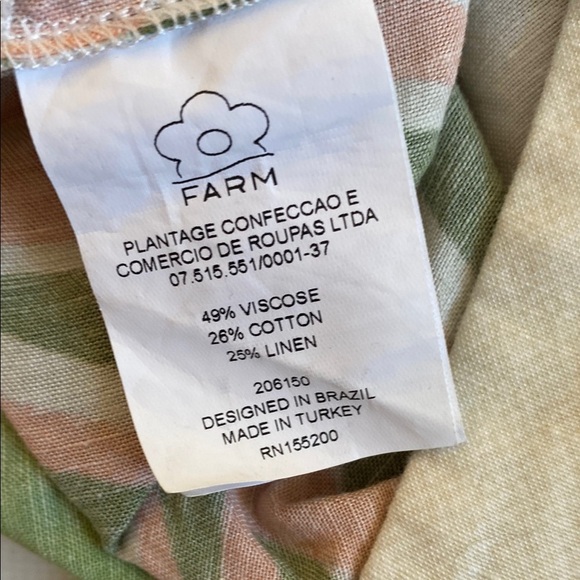 FARM
PLANTAGE CONFECCAO E
COMERCIO DE ROUPAS LTDA
07.515.551/0001-37
49% VISCOSE
26% COTTON
25% LINEN
206150
DESIGNED IN BRAZIL
MADE IN TURKEY
RN155200